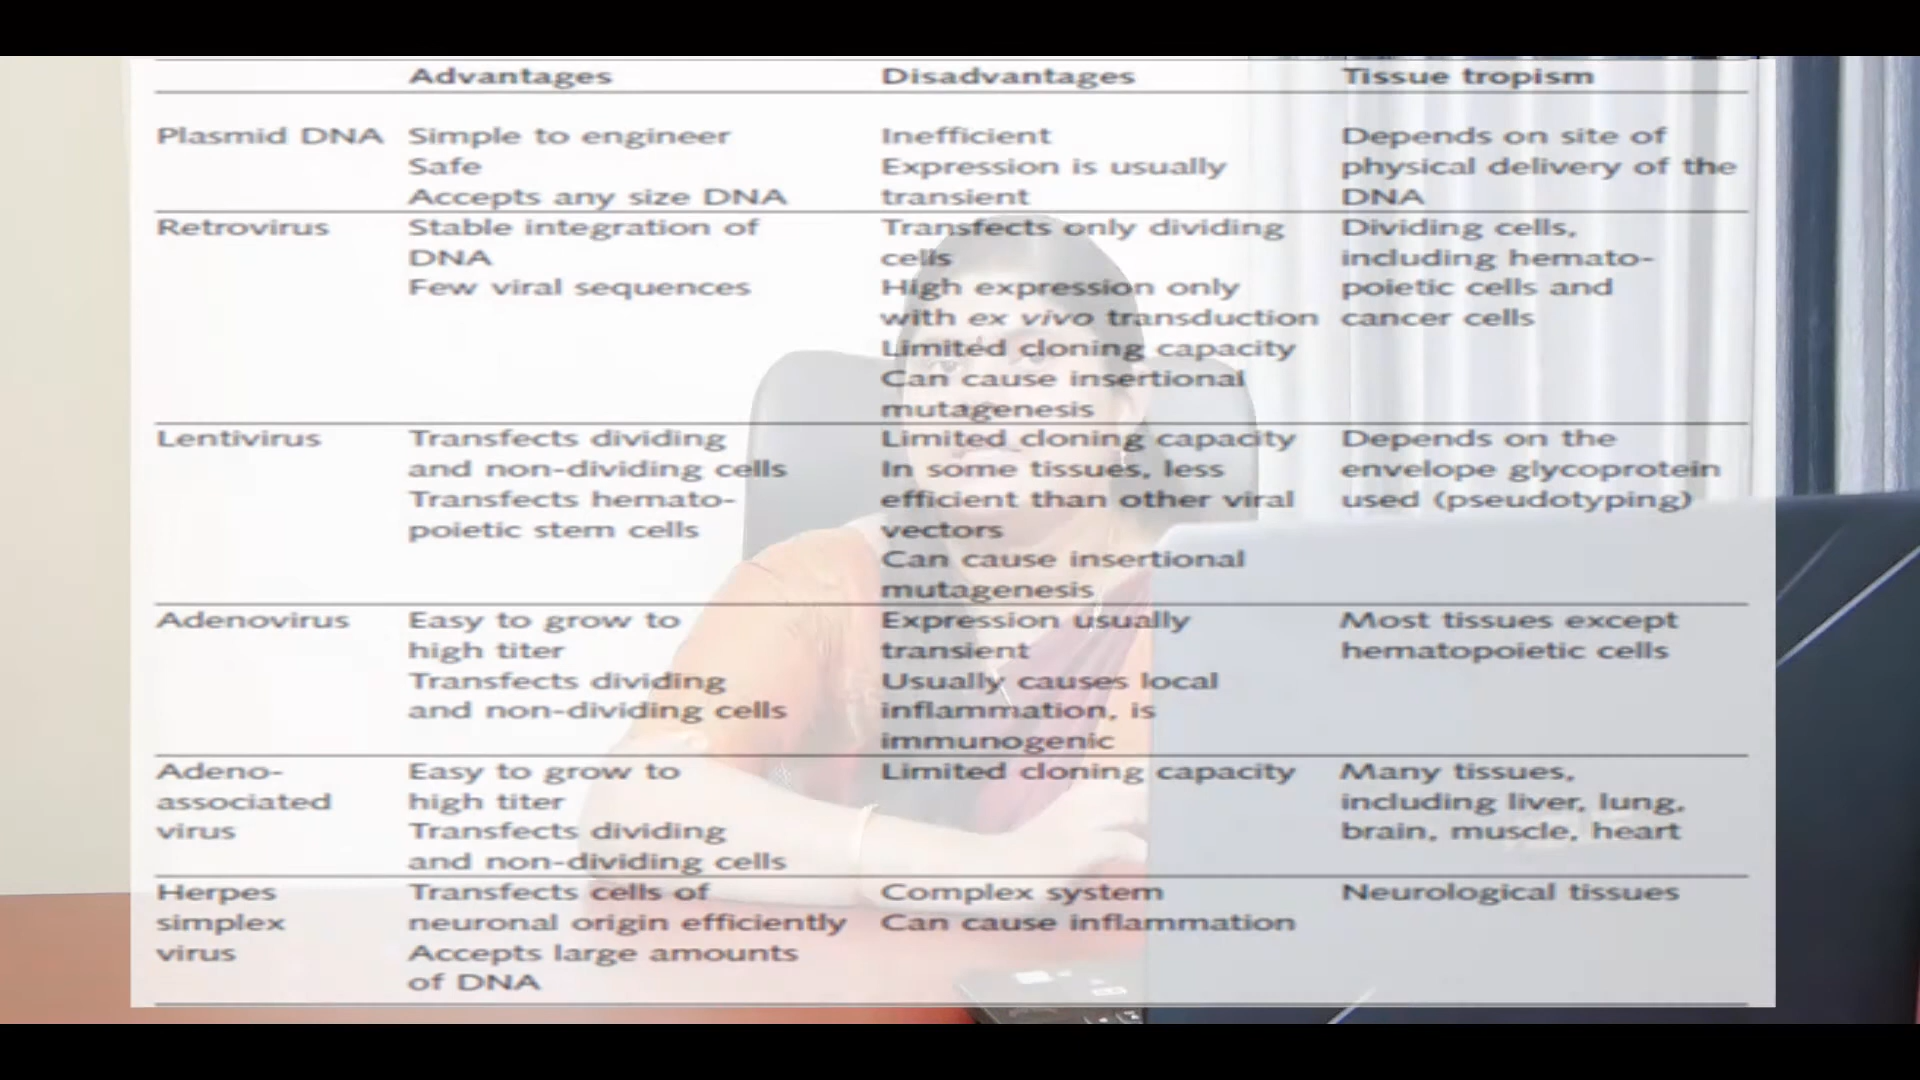 Advantages Disadvantages Tissue tropism
Plasmid DNA Simple to engineer Inefficient Depends on site of
Safe Expression is usually physical delivery of the
Accepts any size DNA transient DNA
Retrovirus Stable integration of Transfects only dividing Dividing cells,
DNA cells including hemato-
Few viral sequences High expression only poietic cells and
with ex vivo transduction cancer cells
Limited cloning capacity
Can cause insertional
mutagenesis
Lentivirus Transfects dividing Limited cloning capacity Depends on the
and non-dividing cells In some tissues, less envelope glycoprotein
Transfects hemato- efficient than other viral used (pseudotyping)
poietic stem cells vectors
Can cause insertional
mutagenesis
Adenovirus Easy to grow to Expression usually Most tissues except
high titer transient hematopoietic cells
Transfects dividing Usually causes local
and non-dividing cells inflammation, is
immunogenic
Adeno- Easy to grow to Limited cloning capacity Many tissues,
associated high titer including liver, lung,
virus Transfects dividing brain, muscle, heart
and non-dividing cells
Herpes Transfects cells of Complex system Neurological tissues
simplex neuronal origin efficiently Can cause inflammation
virus Accepts large amounts
of DNA